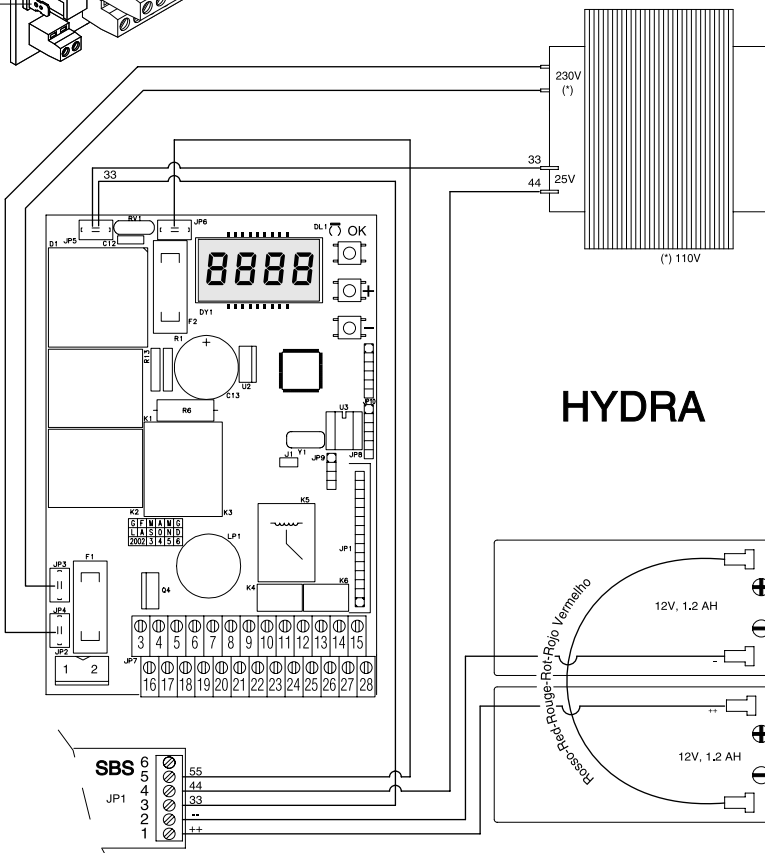 230V
(*)
33
44
25V
(*) 110V
33
RV1
JP6
JP5
C12
DL1
OK
D1
8888
+
F2
DY1
-
R1
R13
U2
C13
JP10
K1
R6
U3
Y1
J1
JP9
JP8
HYDRA
K2
K3
K5
G F M A M G
L A S O N D
2002 3 4 5 6
LP1
JP1
JP3
F1
Q4
K4
K6
JP4
JP2
3 4 5 6 7 8 9 10 11 12 13 14 15
JP7
1 2
16 17 18 19 20 21 22 23 24 25 26 27 28
12V, 1.2 AH
+
-
-
Rosso-Red-Rouge-Rot-Rojo Vermelho
++
12V, 1.2 AH
+
-
SBS
JP1
6
5 55
4 44
3 33
2 --
1 ++